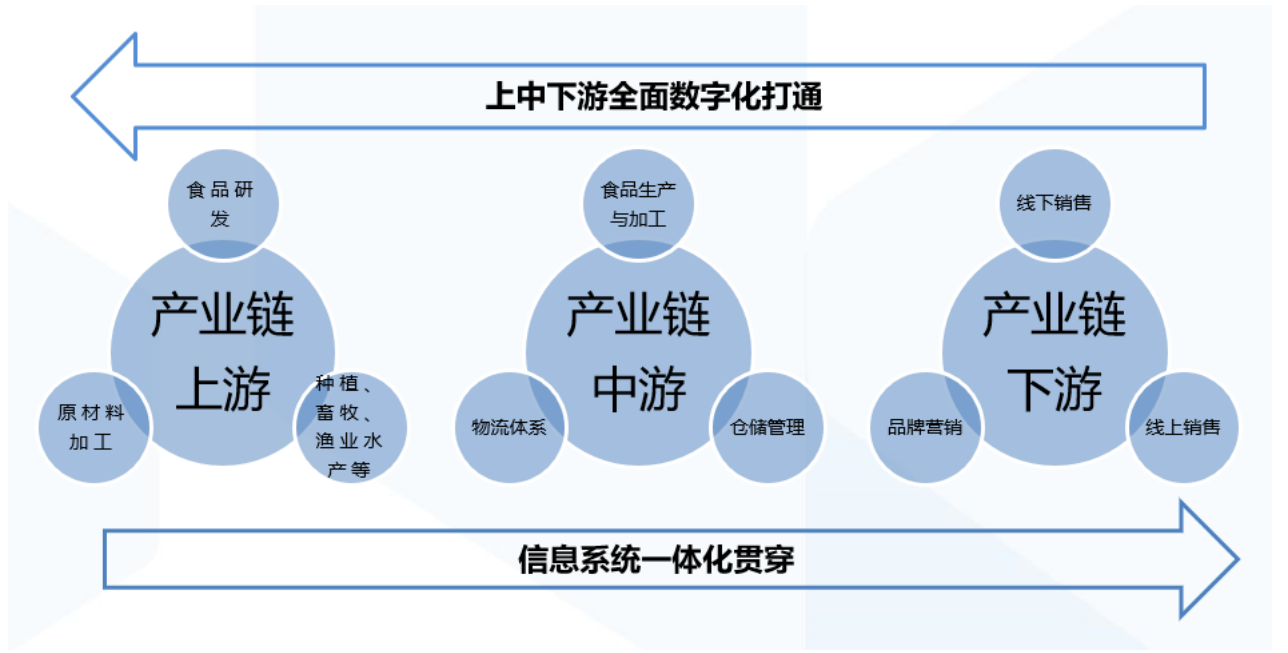 上中下游全面数字化打通
食品研
发
产业链
上游
原材料
加工
种植、
畜牧、
渔业水
产等
食品生产
与加工
产业链
中游
物流体系
仓储管理
线下销售
产业链
下游
品牌营销
线上销售
信息系统一体化贯穿